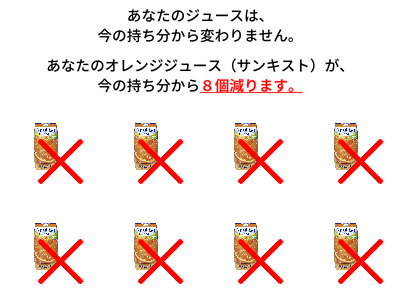 あなたのジュースは、
今の持ち分から変わりません。
あなたのオレンジジュース（サンキスト）が、
今の持ち分から８個減ります。